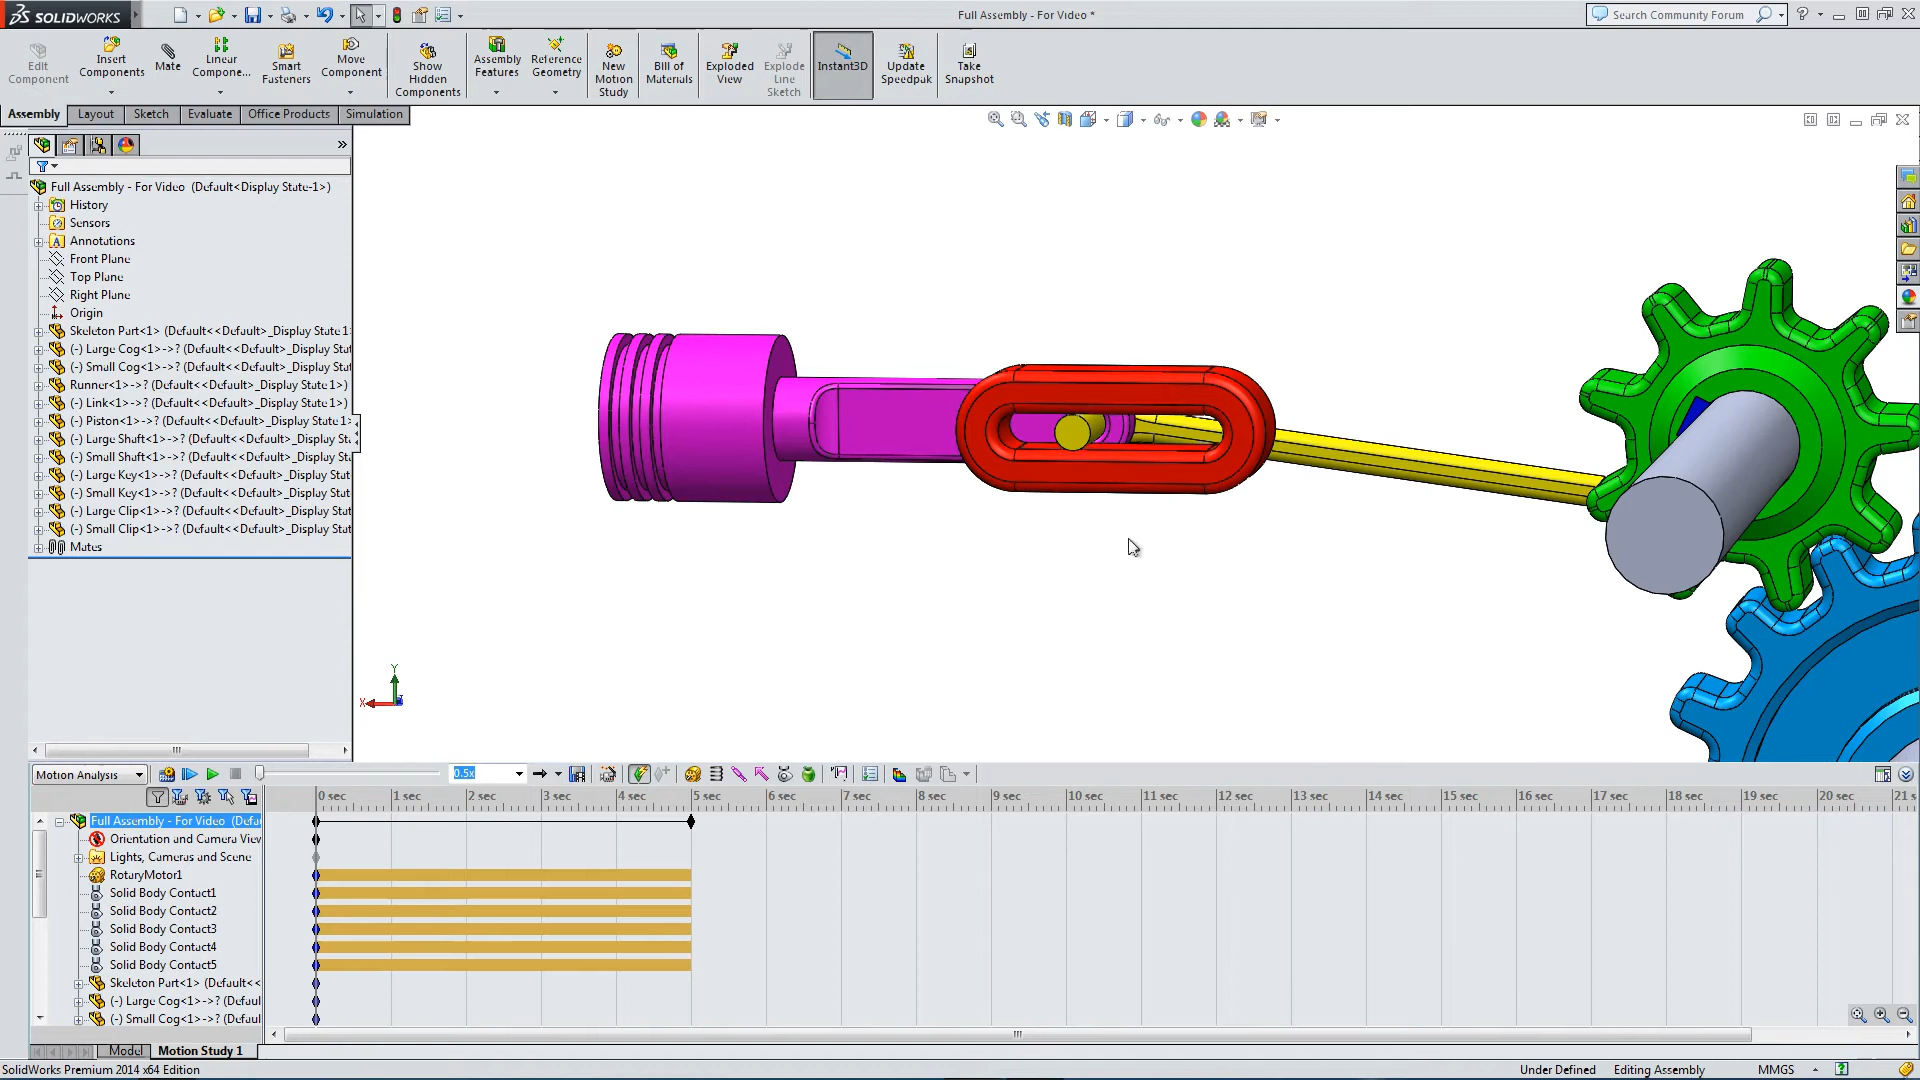 SOLIDWORKS
Full Assembly - For Video *
Search Community Forum
Edit Component
Insert Components
Mate
Linear Compone...
Smart Fasteners
Move Component
Show Hidden Components
Assembly Features
Reference Geometry
New Motion Study
Bill of Materials
Exploded View
Explode Line Sketch
Instant3D
Update Speedpak
Take Snapshot
Assembly Layout Sketch Evaluate Office Products Simulation
Full Assembly - For Video (Default<Display State-1>)
History
Sensors
Annotations
Front Plane
Top Plane
Right Plane
Origin
Skeleton Part<1> (Default<<Default>_Display State 1
(-) Large Cog<1>->? (Default<<Default>_Display Stat
(-) Small Cog<1>->? (Default<<Default>_Display Stat
Runner<1>->? (Default<<Default>_Display State 1)
(-) Link<1>->? (Default<<Default>_Display State 1)
(-) Piston<1>->? (Default<<Default>_Display State 1>
(-) Large Shaft<1>->? (Default<<Default>_Display Sta
(-) Small Shaft<1>->? (Default<<Default>_Display Sta
(-) Large Key<1>->? (Default<<Default>_Display Stat
(-) Small Key<1>->? (Default<<Default>_Display Stat
(-) Large Clip<1>->? (Default<<Default>_Display Stat
(-) Small Clip<1>->? (Default<<Default>_Display Stat
Mates
Y
X
Motion Analysis
0.5x
0 sec 1 sec 2 sec 3 sec 4 sec 5 sec 6 sec 7 sec 8 sec 9 sec 10 sec 11 sec 12 sec 13 sec 14 sec 15 sec 16 sec 17 sec 18 sec 19 sec 20 sec 21 s
Full Assembly - For Video (Defau
Orientation and Camera View
Lights, Cameras and Scene
RotaryMotor1
Solid Body Contact1
Solid Body Contact2
Solid Body Contact3
Solid Body Contact4
Solid Body Contact5
Skeleton Part<1> (Default<<
(-) Large Cog<1>->? (Defaul
(-) Small Cog<1>->? (Defaul
Model Motion Study 1
SolidWorks Premium 2014 x64 Edition
Under Defined
Editing Assembly
MMGS